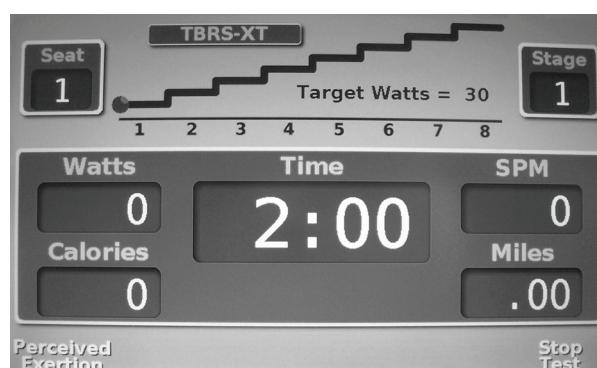 TBRS-XT
Seat
1
Stage
1
Target Watts = 30
1 2 3 4 5 6 7 8
Watts
0
Time
2:00
SPM
0
Calories
0
Miles
.00
Perceived
Exertion
Stop
Test